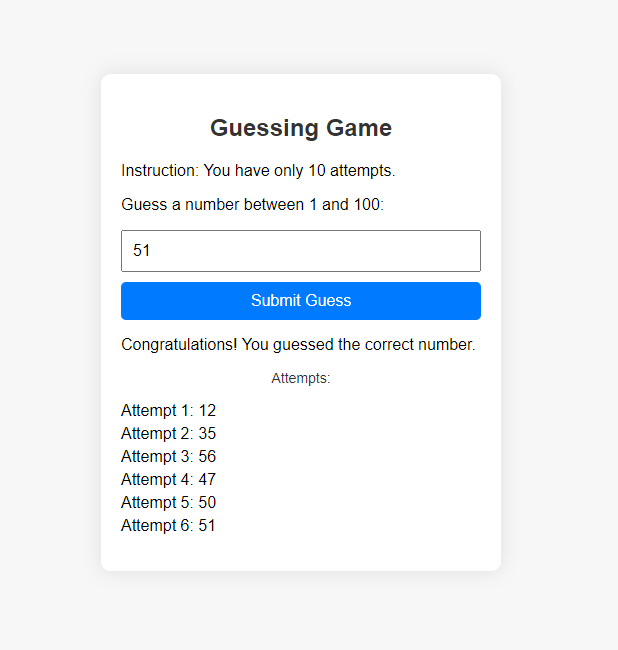 Guessing Game
Instruction: You have only 10 attempts.
Guess a number between 1 and 100:
51
Submit Guess
Congratulations! You guessed the correct number.
Attempts:
Attempt 1: 12
Attempt 2: 35
Attempt 3: 56
Attempt 4: 47
Attempt 5: 50
Attempt 6: 51